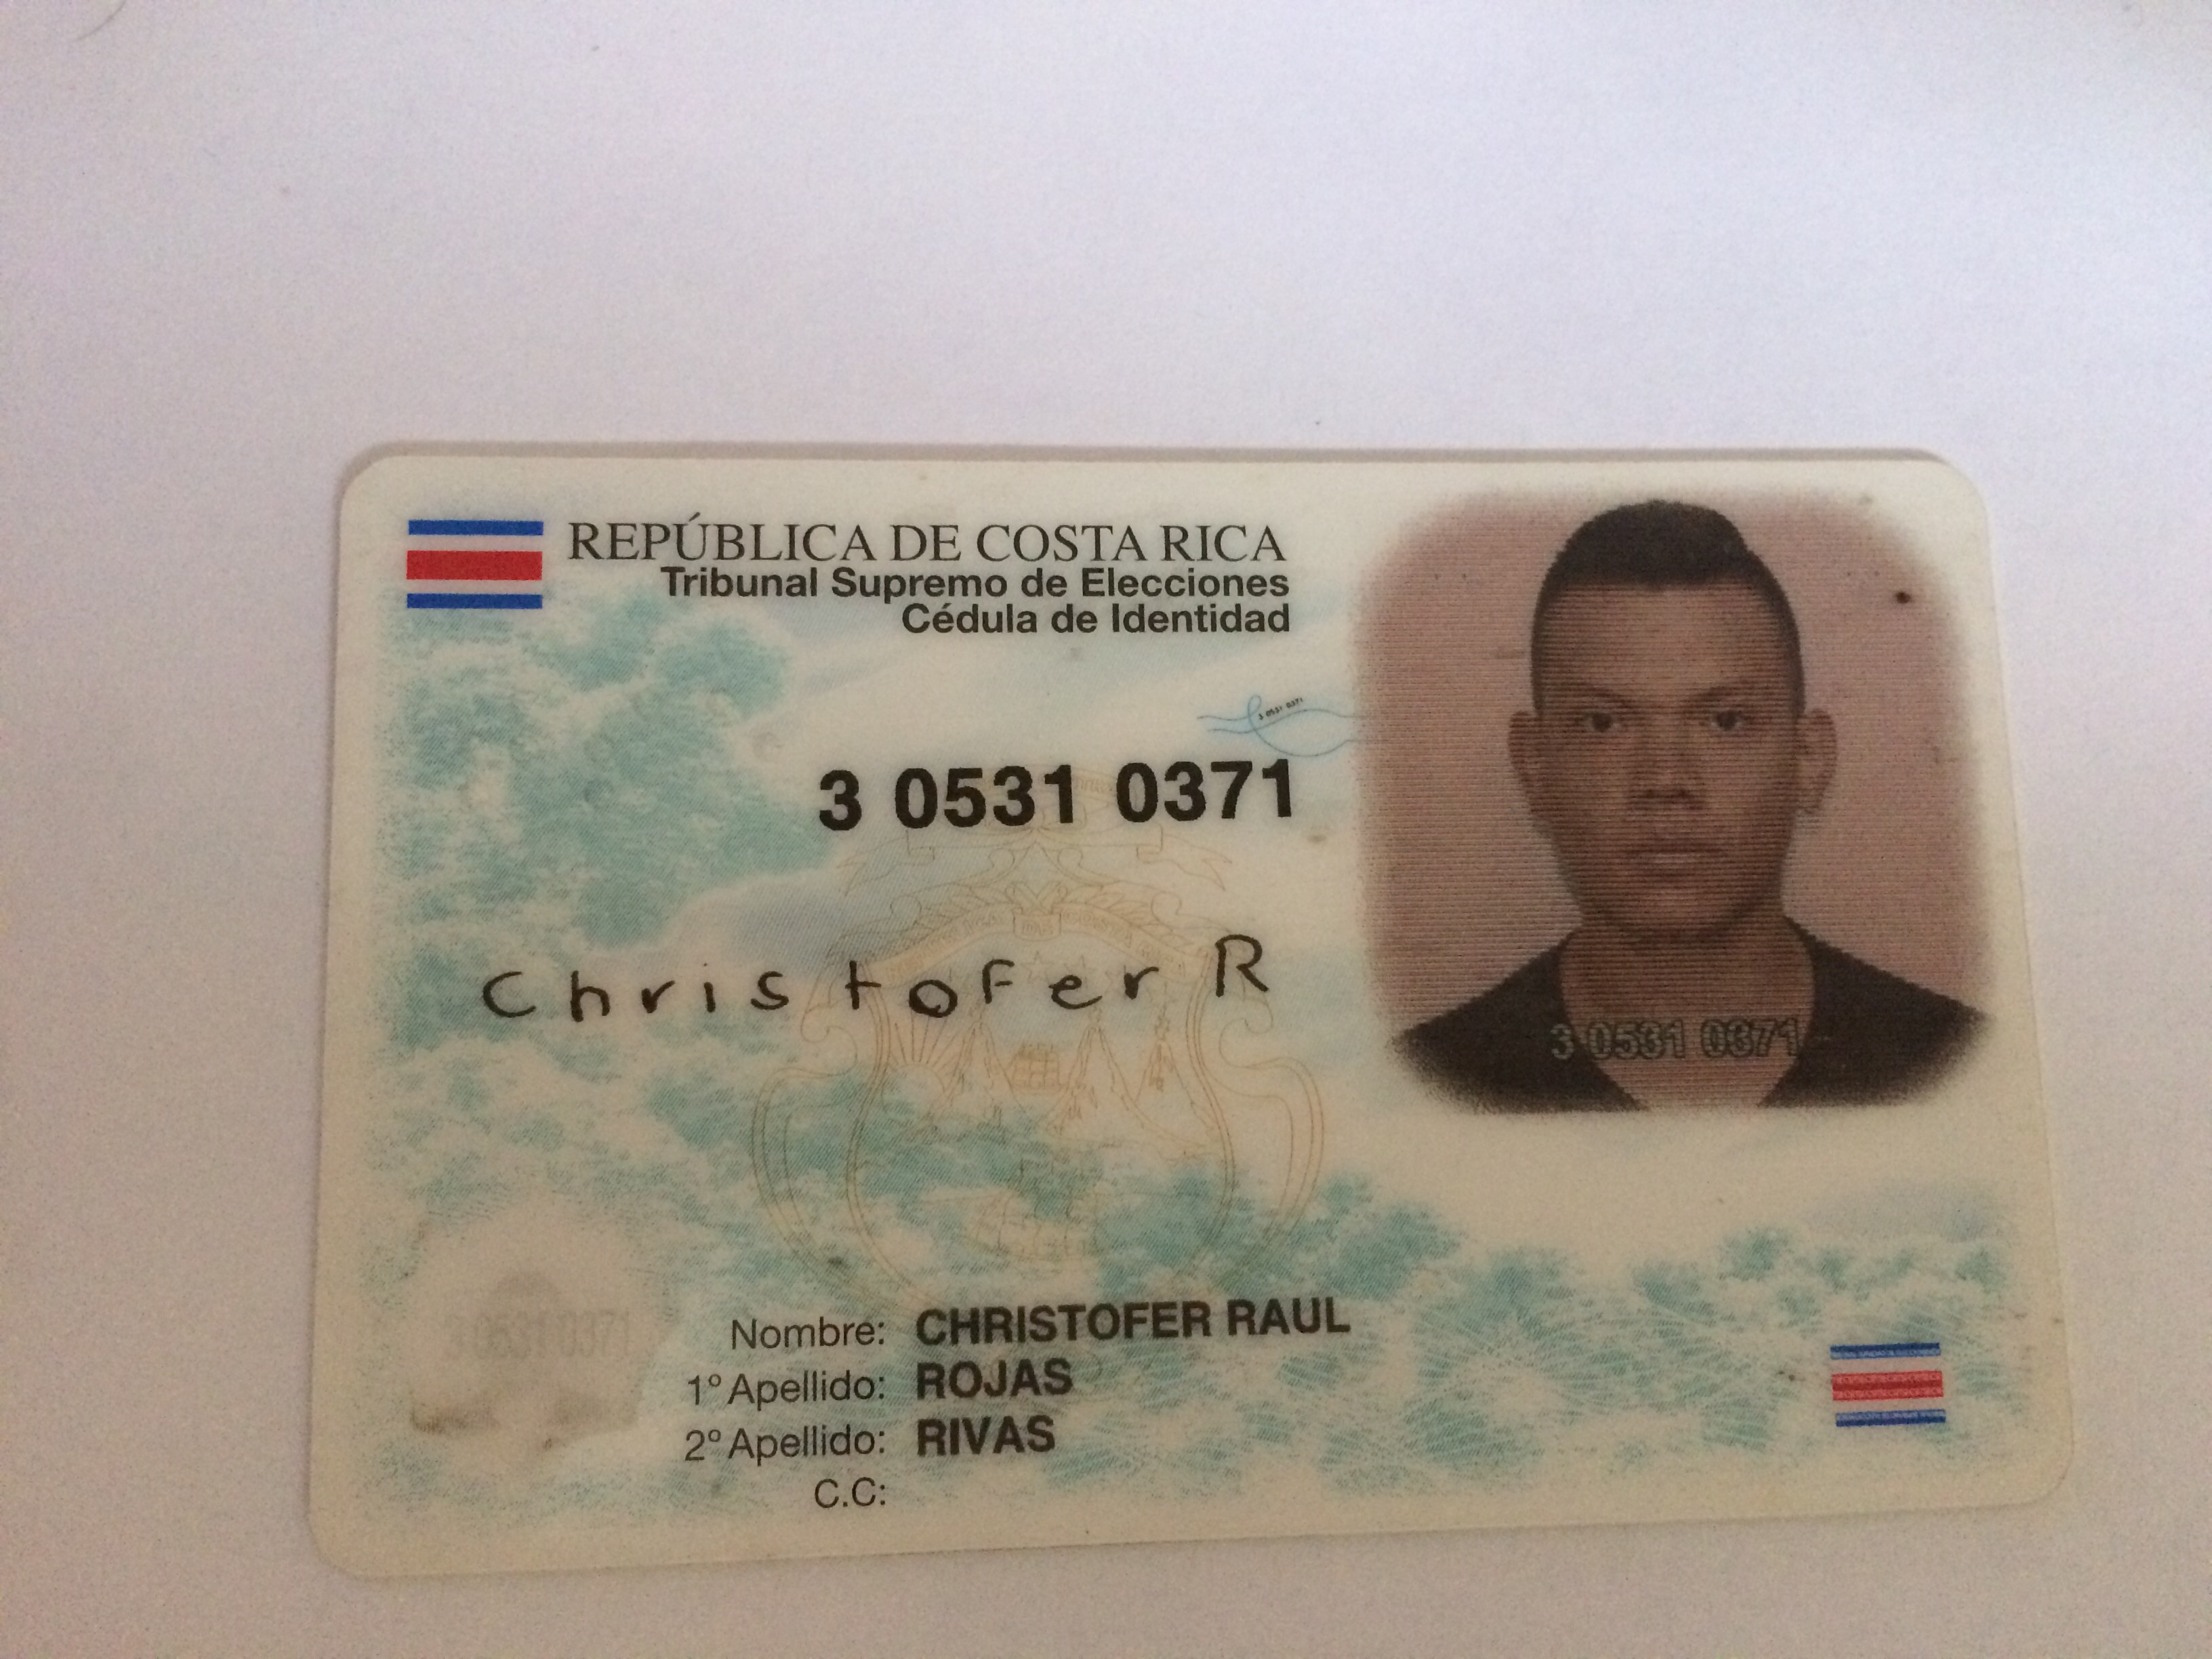 REPÚBLICA DE COSTA RICA
Tribunal Supremo de Elecciones
Cédula de Identidad
3 0531 0371
Christofer R
3 0531 0371
Nombre: CHRISTOFER RAUL
1° Apellido: ROJAS
2° Apellido: RIVAS
C.C: